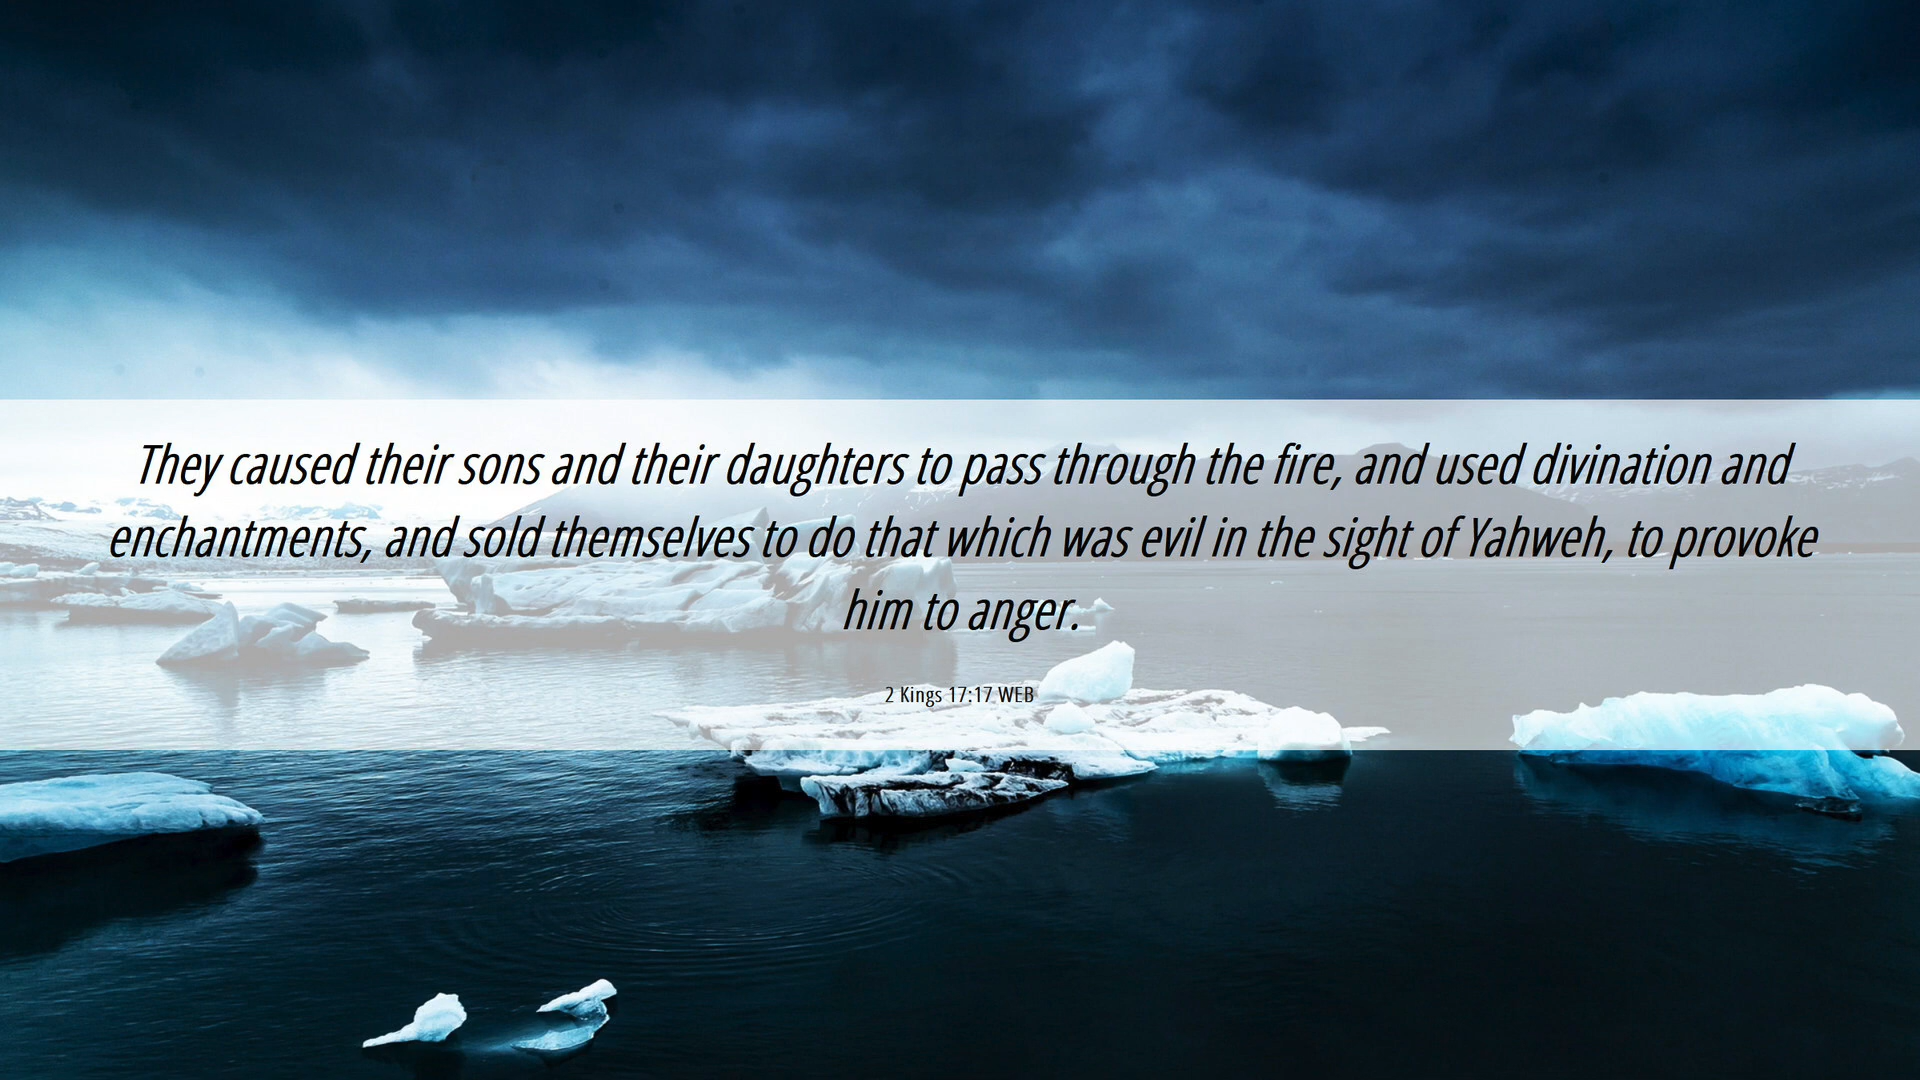 They caused their sons and their daughters to pass through the fire, and used divination and
enchantments, and sold themselves to do that which was evil in the sight of Yahweh, to provoke
him to anger.
2 Kings 17:17 WEB